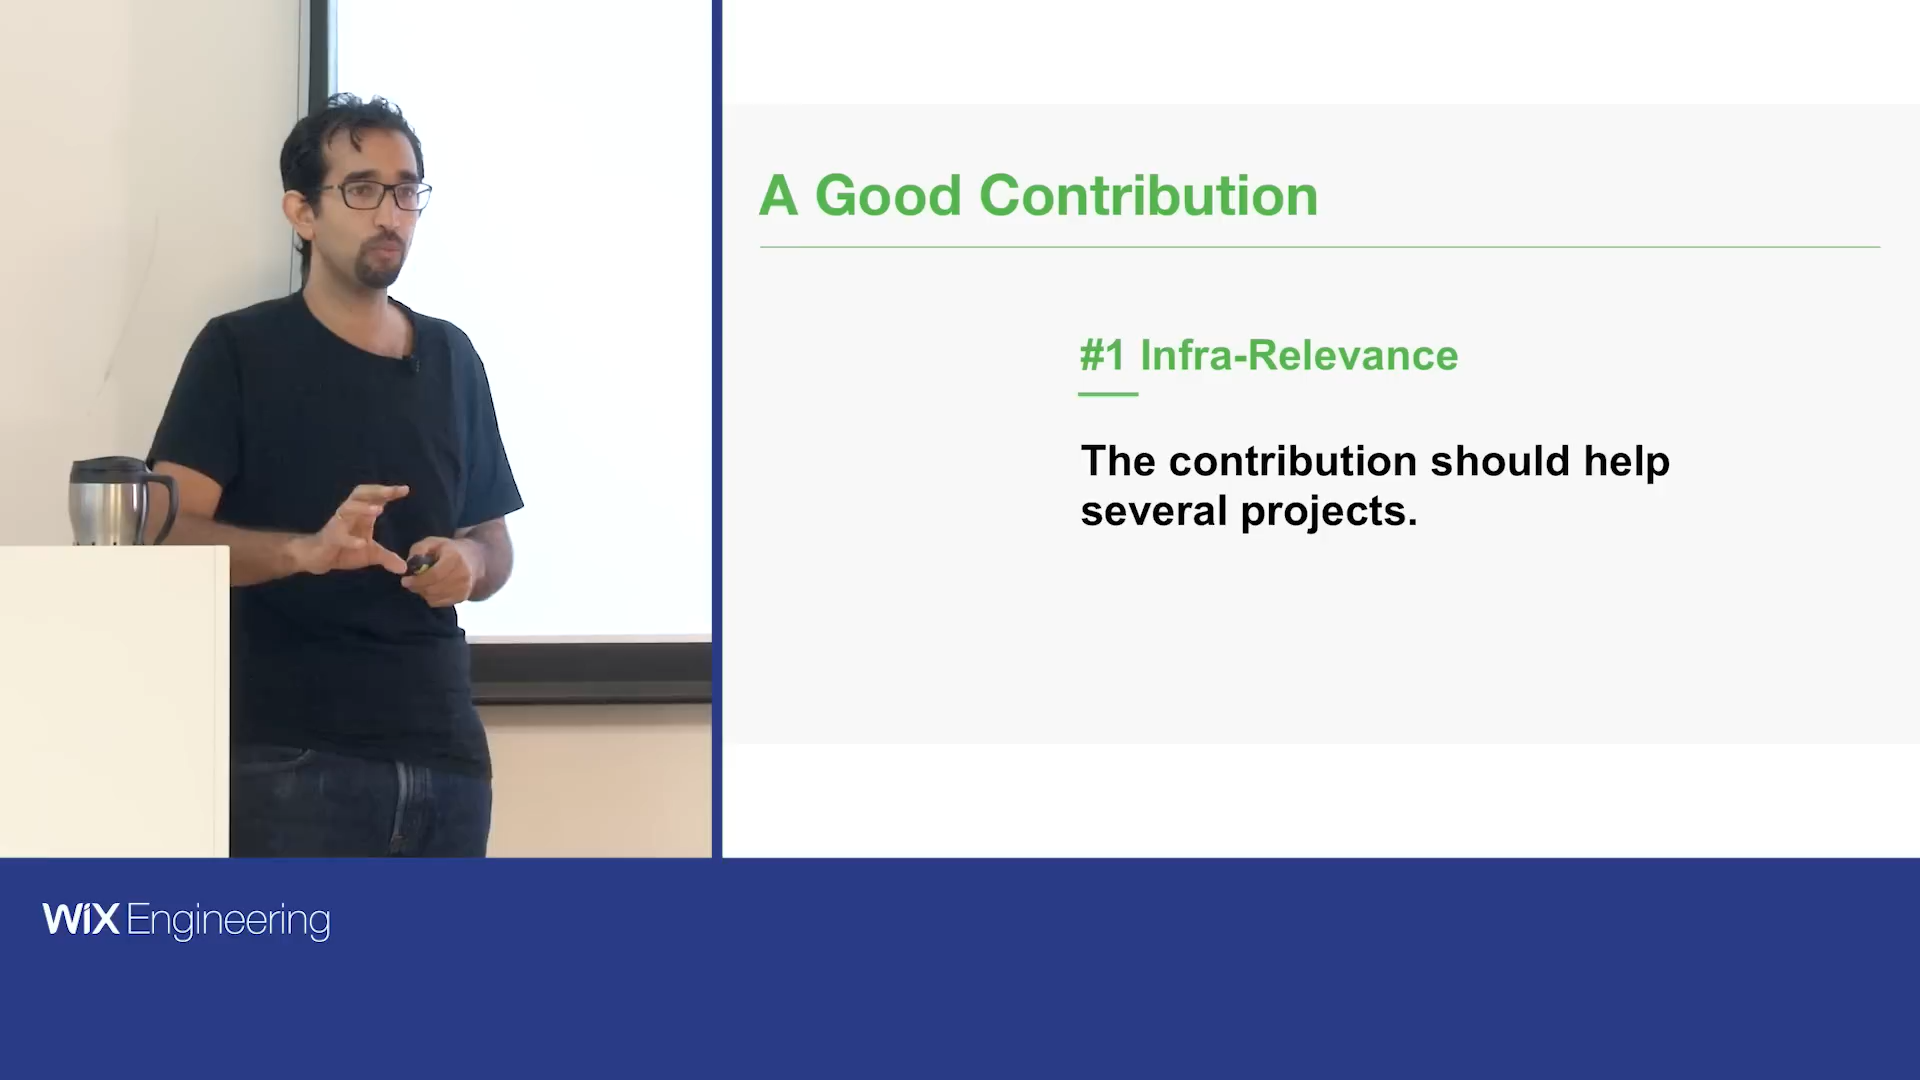 A Good Contribution
#1 Infra-Relevance
The contribution should help
several projects.
WiX Engineering